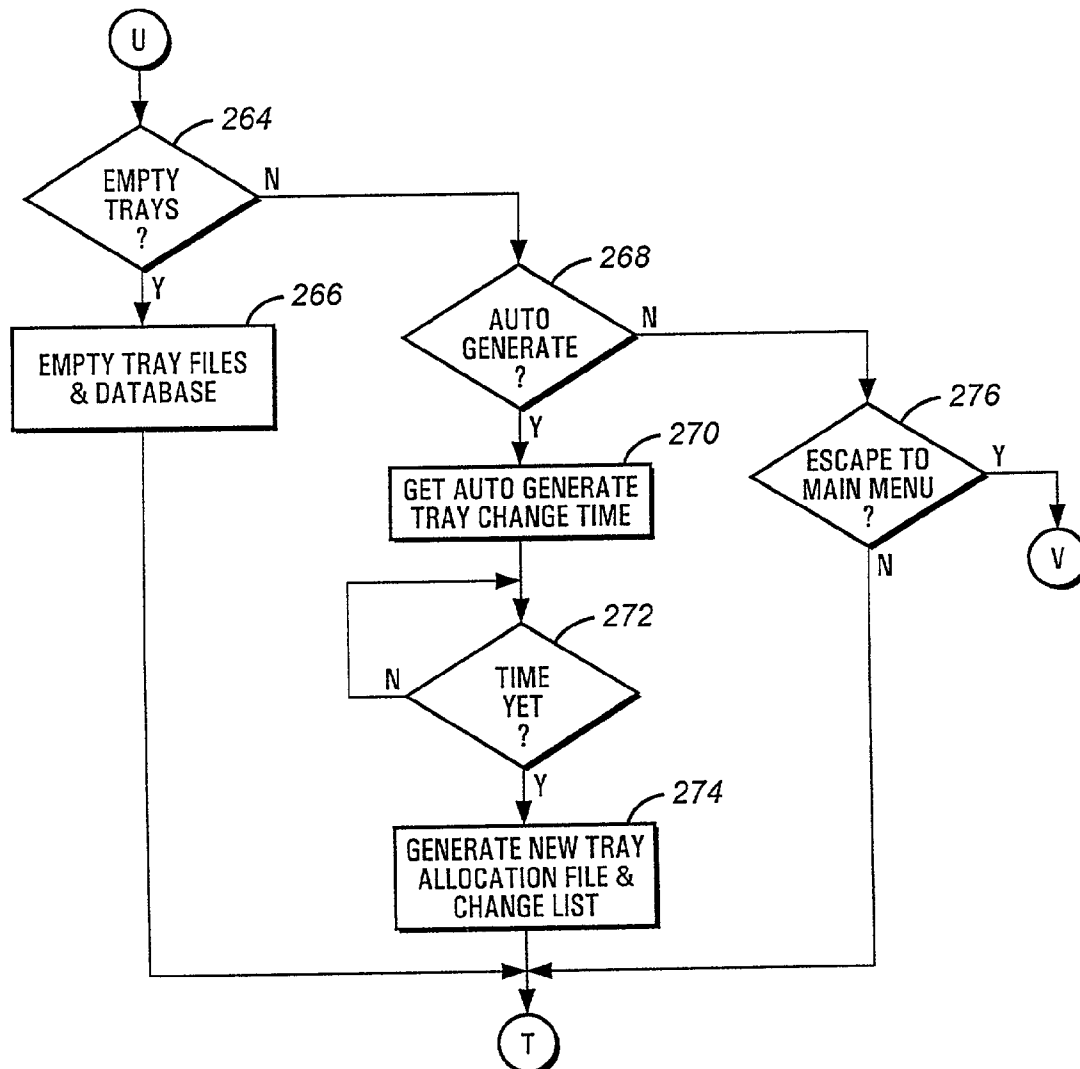 U
264
EMPTY
TRAYS
?
N
Y
266
EMPTY TRAY FILES
& DATABASE
268
AUTO
GENERATE
?
N
Y
270
GET AUTO GENERATE
TRAY CHANGE TIME
276
ESCAPE TO
MAIN MENU
?
Y
N
V
272
TIME
YET
?
N
Y
274
GENERATE NEW TRAY
ALLOCATION FILE &
CHANGE LIST
T